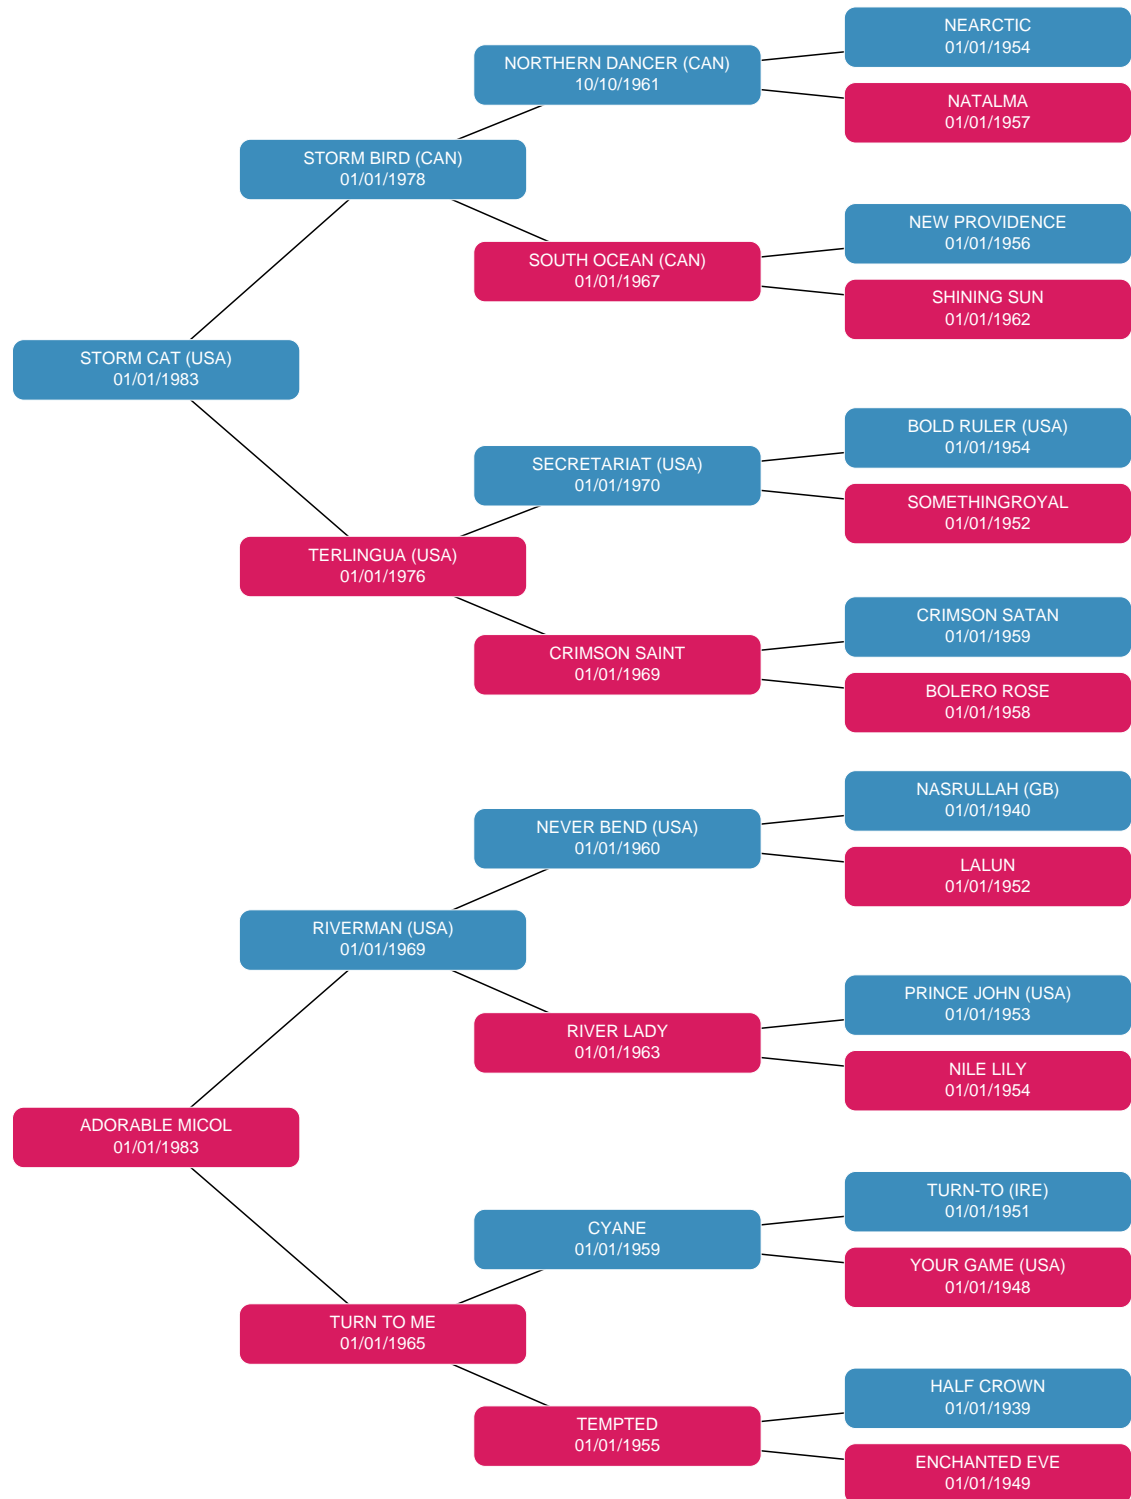 NEARCTIC
01/01/1954
NORTHERN DANCER (CAN)
10/10/1961
NATALMA
01/01/1957
STORM BIRD (CAN)
01/01/1978
NEW PROVIDENCE
01/01/1956
SOUTH OCEAN (CAN)
01/01/1967
SHINING SUN
01/01/1962
STORM CAT (USA)
01/01/1983
BOLD RULER (USA)
01/01/1954
SECRETARIAT (USA)
01/01/1970
SOMETHINGROYAL
01/01/1952
TERLINGUA (USA)
01/01/1976
CRIMSON SATAN
01/01/1959
CRIMSON SAINT
01/01/1969
BOLERO ROSE
01/01/1958
NASRULLAH (GB)
01/01/1940
NEVER BEND (USA)
01/01/1960
LALUN
01/01/1952
RIVERMAN (USA)
01/01/1969
PRINCE JOHN (USA)
01/01/1953
RIVER LADY
01/01/1963
NILE LILY
01/01/1954
ADORABLE MICOL
01/01/1983
TURN-TO (IRE)
01/01/1951
CYANE
01/01/1959
YOUR GAME (USA)
01/01/1948
TURN TO ME
01/01/1965
HALF CROWN
01/01/1939
TEMPTED
01/01/1955
ENCHANTED EVE
01/01/1949